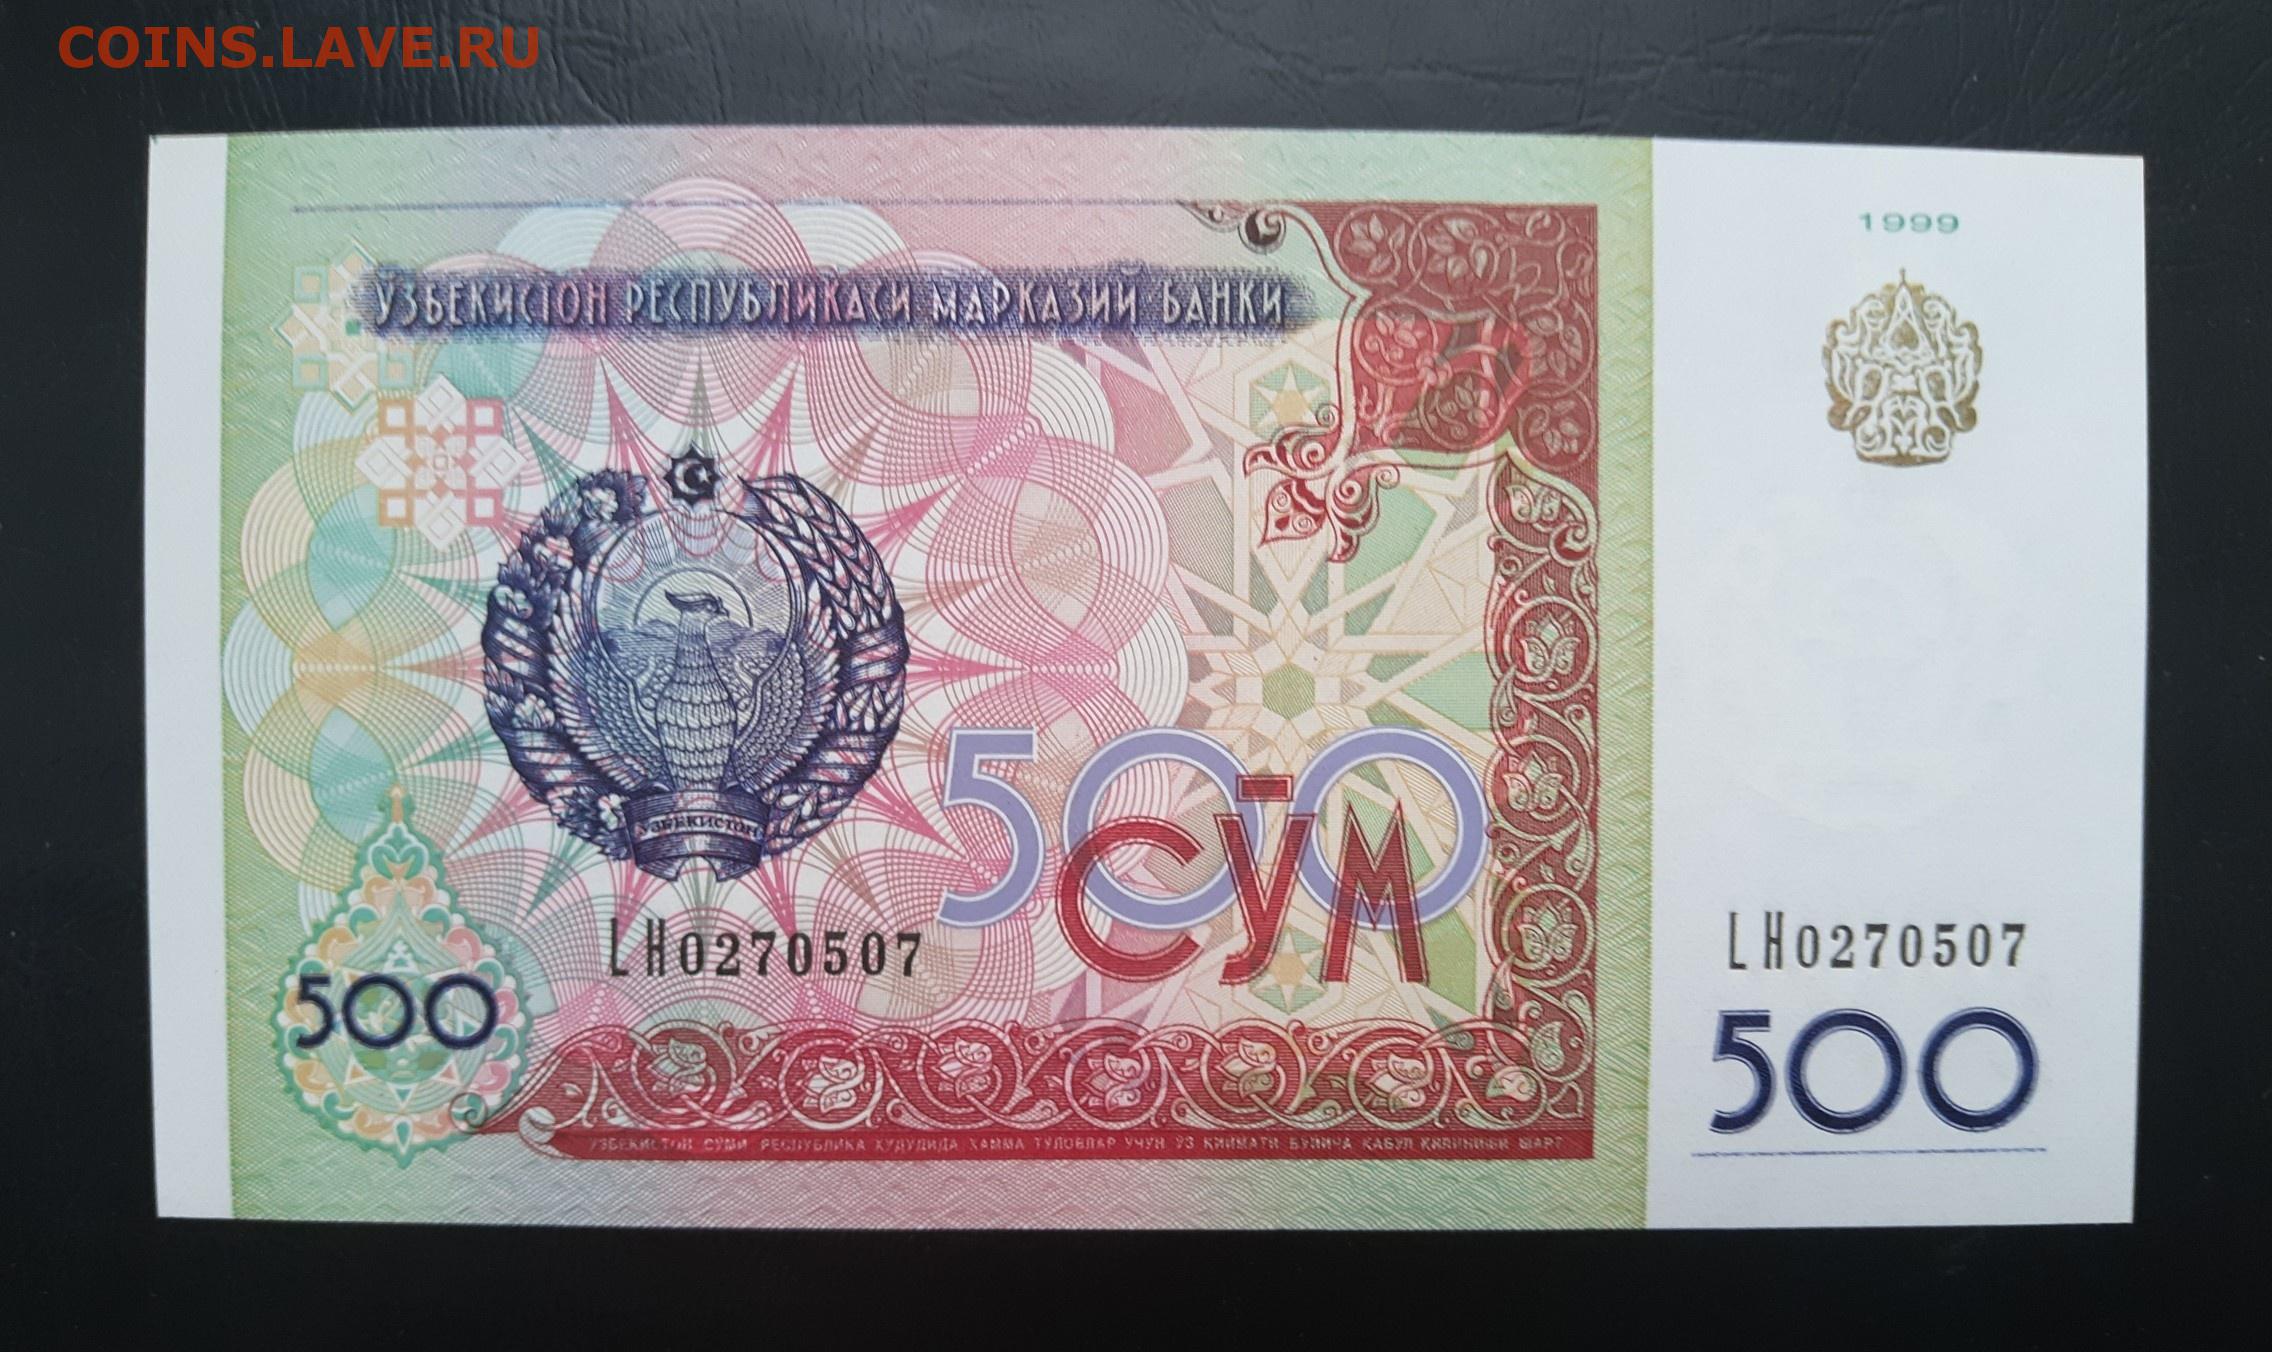 COINS.LAVE.RU
1999
ЎЗБЕКИСТОН РЕСПУБЛИКАСИ МАРКАЗИЙ БАНКИ
ЎЗБЕКИСТОН
500
СЎМ
LH0270507
LH0270507
500
500
ЎЗБЕКИСТОН СЎМИ РЕСПУБЛИКА ҲУДУДИДА ҲАММА ТУЛОВЛАР УЧУН ЎЗ ҚИЙМАТИ БЎЙИЧА ҚАБУЛ ҚИЛИНИШИ ШАРТ